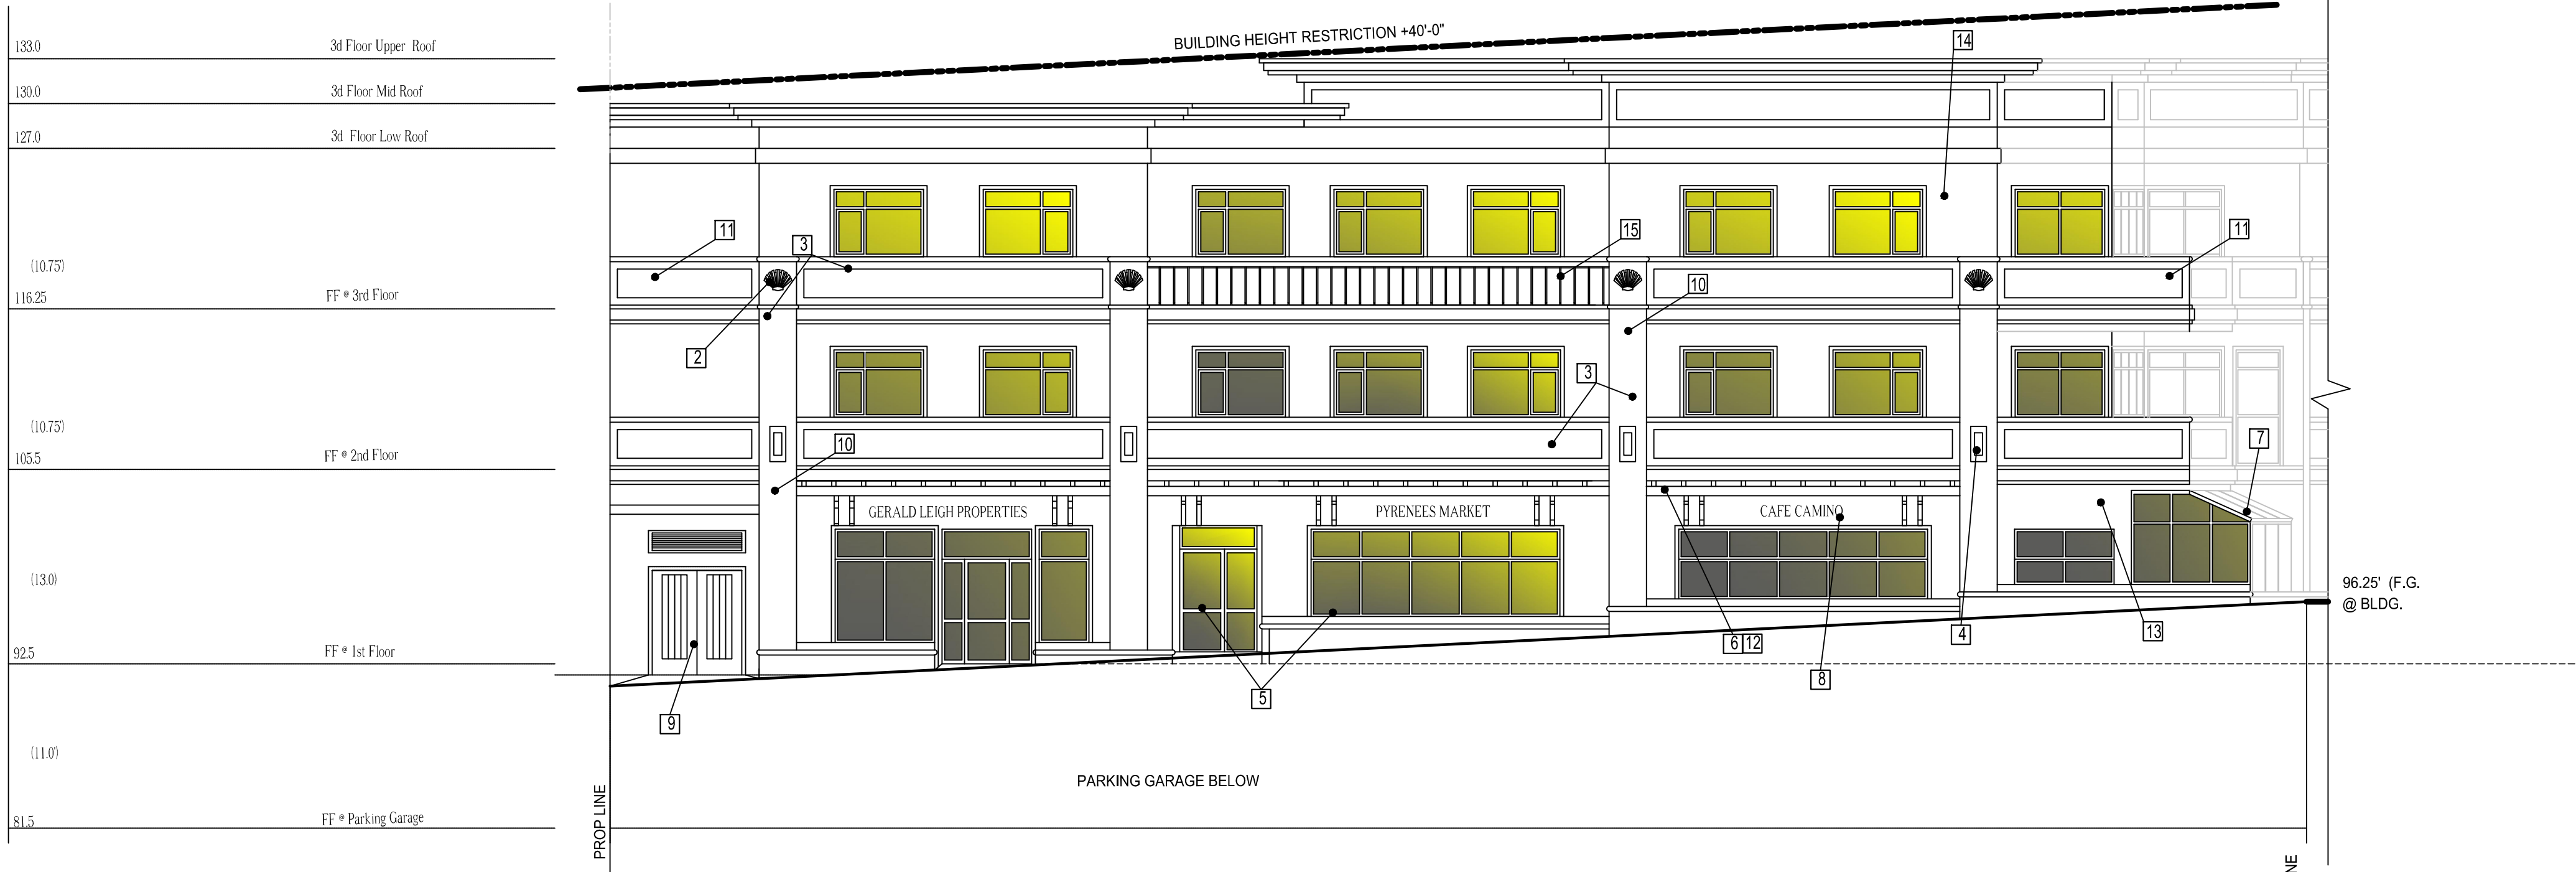 BUILDING HEIGHT RESTRICTION +40'-0"
14
133.0 3d Floor Upper Roof
130.0 3d Floor Mid Roof
127.0 3d Floor Low Roof
11
3
15
11
(10.75')
10
116.25 FF @ 3rd Floor
2
3
(10.75')
10
7
105.5 FF @ 2nd Floor
GERALD LEIGH PROPERTIES
PYRENEES MARKET
CAFE CAMINO
(13.0)
96.25' (F.G.
@ BLDG.
4
13
6 12
92.5 FF @ 1st Floor
8
5
9
(11.0')
PARKING GARAGE BELOW
81.5 FF @ Parking Garage
PROP LINE
NE